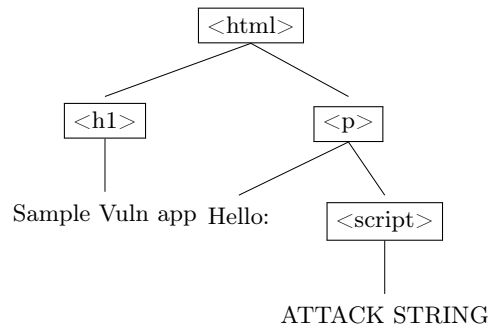 <html>
<h1> <p>
Sample Vuln app Hello: <script>
ATTACK STRING